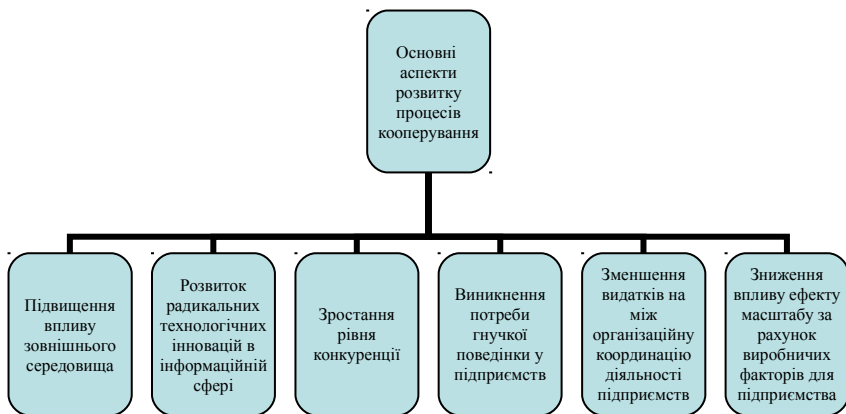 Основні
аспекти
розвитку
процесів
кооперування
Підвищення
впливу
зовнішнього
середовища
Розвиток
радикальних
технологічних
інновацій в
інформаційній
сфері
Зростання
рівня
конкуренції
Виникнення
потреби
гнучкої
поведінки у
підприємств
Зменшення
видатків на
між
організаційну
координацію
діяльності
підприємств
Зниження
впливу ефекту
масштабу за
рахунок
виробничих
факторів для
підприємства